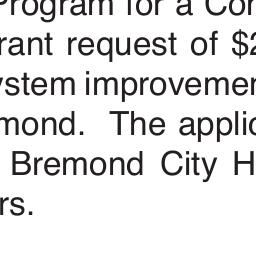 Program for a Con
rant request of $2
ystem improvemen
mond. The applic
Bremond City H
rs.